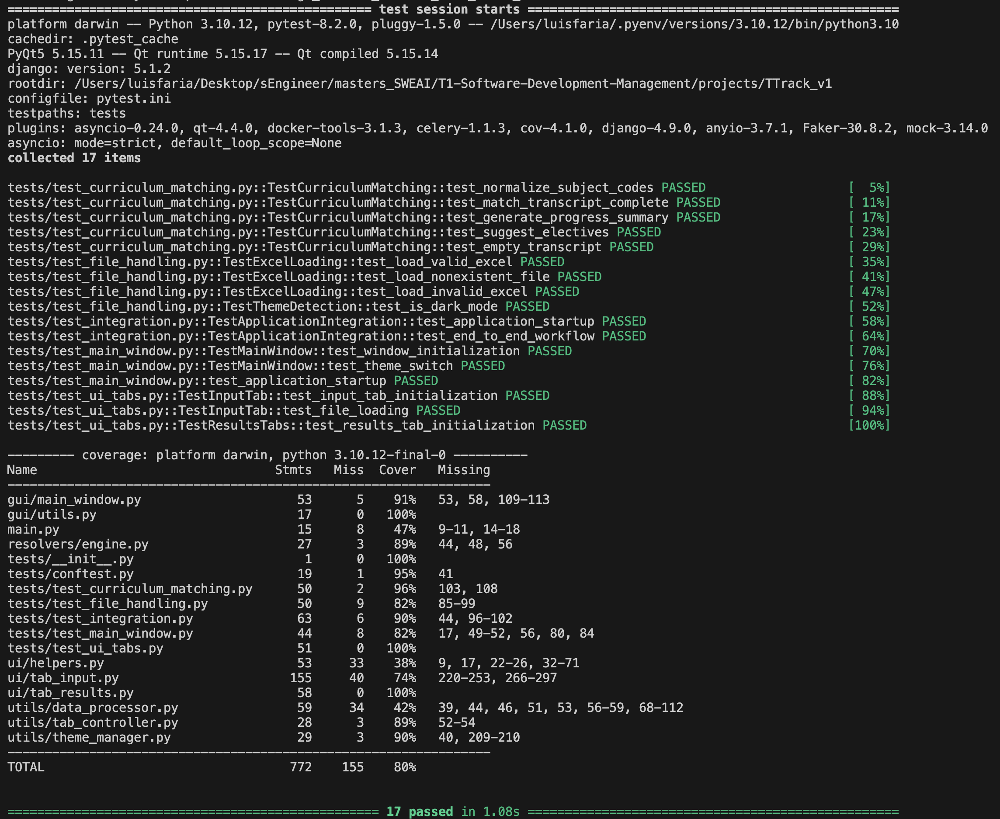 ============================================== test session starts ===============================================
platform darwin -- Python 3.10.12, pytest-8.2.0, pluggy-1.5.0 -- /Users/luisfaria/.pyenv/versions/3.10.12/bin/python3.10
cachedir: .pytest_cache
PyQt5 5.15.11 -- Qt runtime 5.15.17 -- Qt compiled 5.15.14
django: version: 5.1.2
rootdir: /Users/luisfaria/Desktop/sEngineer/masters_SWEAI/T1-Software-Development-Management/projects/TTrack_v1
configfile: pytest.ini
testpaths: tests
plugins: asyncio-0.24.0, qt-4.4.0, docker-tools-3.1.3, celery-1.1.3, cov-4.1.0, django-4.9.0, anyio-3.7.1, Faker-30.8.2, mock-3.14.0
asyncio: mode=strict, default_loop_scope=None
collected 17 items
tests/test_curriculum_matching.py::TestCurriculumMatching::test_normalize_subject_codes PASSED [  5%]
tests/test_curriculum_matching.py::TestCurriculumMatching::test_match_transcript_complete PASSED [ 11%]
tests/test_curriculum_matching.py::TestCurriculumMatching::test_generate_progress_summary PASSED [ 17%]
tests/test_curriculum_matching.py::TestCurriculumMatching::test_suggest_electives PASSED [ 23%]
tests/test_curriculum_matching.py::TestCurriculumMatching::test_empty_transcript PASSED [ 29%]
tests/test_file_handling.py::TestExcelLoading::test_load_valid_excel PASSED [ 35%]
tests/test_file_handling.py::TestExcelLoading::test_load_nonexistent_file PASSED [ 41%]
tests/test_file_handling.py::TestExcelLoading::test_load_invalid_excel PASSED [ 47%]
tests/test_file_handling.py::TestThemeDetection::test_is_dark_mode PASSED [ 52%]
tests/test_integration.py::TestApplicationIntegration::test_application_startup PASSED [ 58%]
tests/test_integration.py::TestApplicationIntegration::test_end_to_end_workflow PASSED [ 64%]
tests/test_main_window.py::TestMainWindow::test_window_initialization PASSED [ 70%]
tests/test_main_window.py::TestMainWindow::test_theme_switch PASSED [ 76%]
tests/test_main_window.py::test_application_startup PASSED [ 82%]
tests/test_ui_tabs.py::TestInputTab::test_input_tab_initialization PASSED [ 88%]
tests/test_ui_tabs.py::TestInputTab::test_file_loading PASSED [ 94%]
tests/test_ui_tabs.py::TestResultsTabs::test_results_tab_initialization PASSED [100%]
--------- coverage: platform darwin, python 3.10.12-final-0 ----------
Name Stmts Miss Cover Missing
-----------------------------------------------------------------
gui/main_window.py 53 5 91% 53, 58, 109-113
gui/utils.py 17 0 100%
main.py 15 8 47% 9-11, 14-18
resolvers/engine.py 27 3 89% 44, 48, 56
tests/__init__.py 1 0 100%
tests/conftest.py 19 1 95% 41
tests/test_curriculum_matching.py 50 2 96% 103, 108
tests/test_file_handling.py 50 9 82% 85-99
tests/test_integration.py 63 6 90% 44, 96-102
tests/test_main_window.py 44 8 82% 17, 49-52, 56, 80, 84
tests/test_ui_tabs.py 51 0 100%
ui/helpers.py 53 33 38% 9, 17, 22-26, 32-71
ui/tab_input.py 155 40 74% 220-253, 266-297
ui/tab_results.py 58 0 100%
utils/data_processor.py 59 34 42% 39, 44, 46, 51, 53, 56-59, 68-112
utils/tab_controller.py 28 3 89% 52-54
utils/theme_manager.py 29 3 90% 40, 209-210
-----------------------------------------------------------------
TOTAL 772 155 80%
=============================================== 17 passed in 1.08s ===============================================